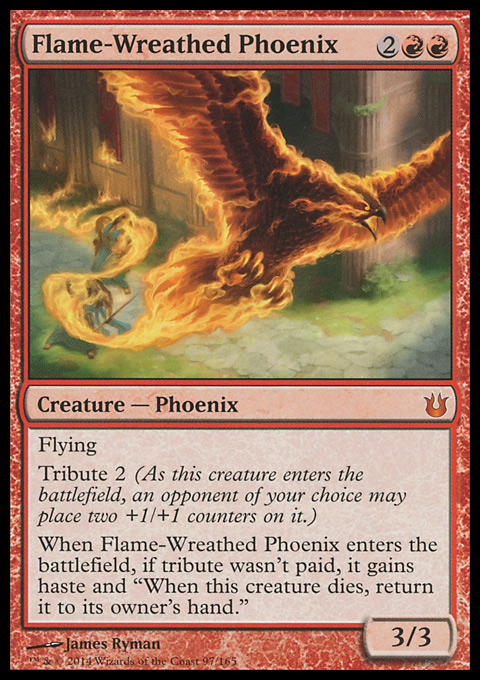 Flame-Wreathed Phoenix 2
Creature — Phoenix
Flying
Tribute 2 (As this creature enters the
battlefield, an opponent of your choice may
place two +1/+1 counters on it.)
When Flame-Wreathed Phoenix enters the
battlefield, if tribute wasn't paid, it gains
haste and “When this creature dies, return
it to its owner's hand.”
3/3
James Ryman
™ & © 2014 Wizards of the Coast 97/165